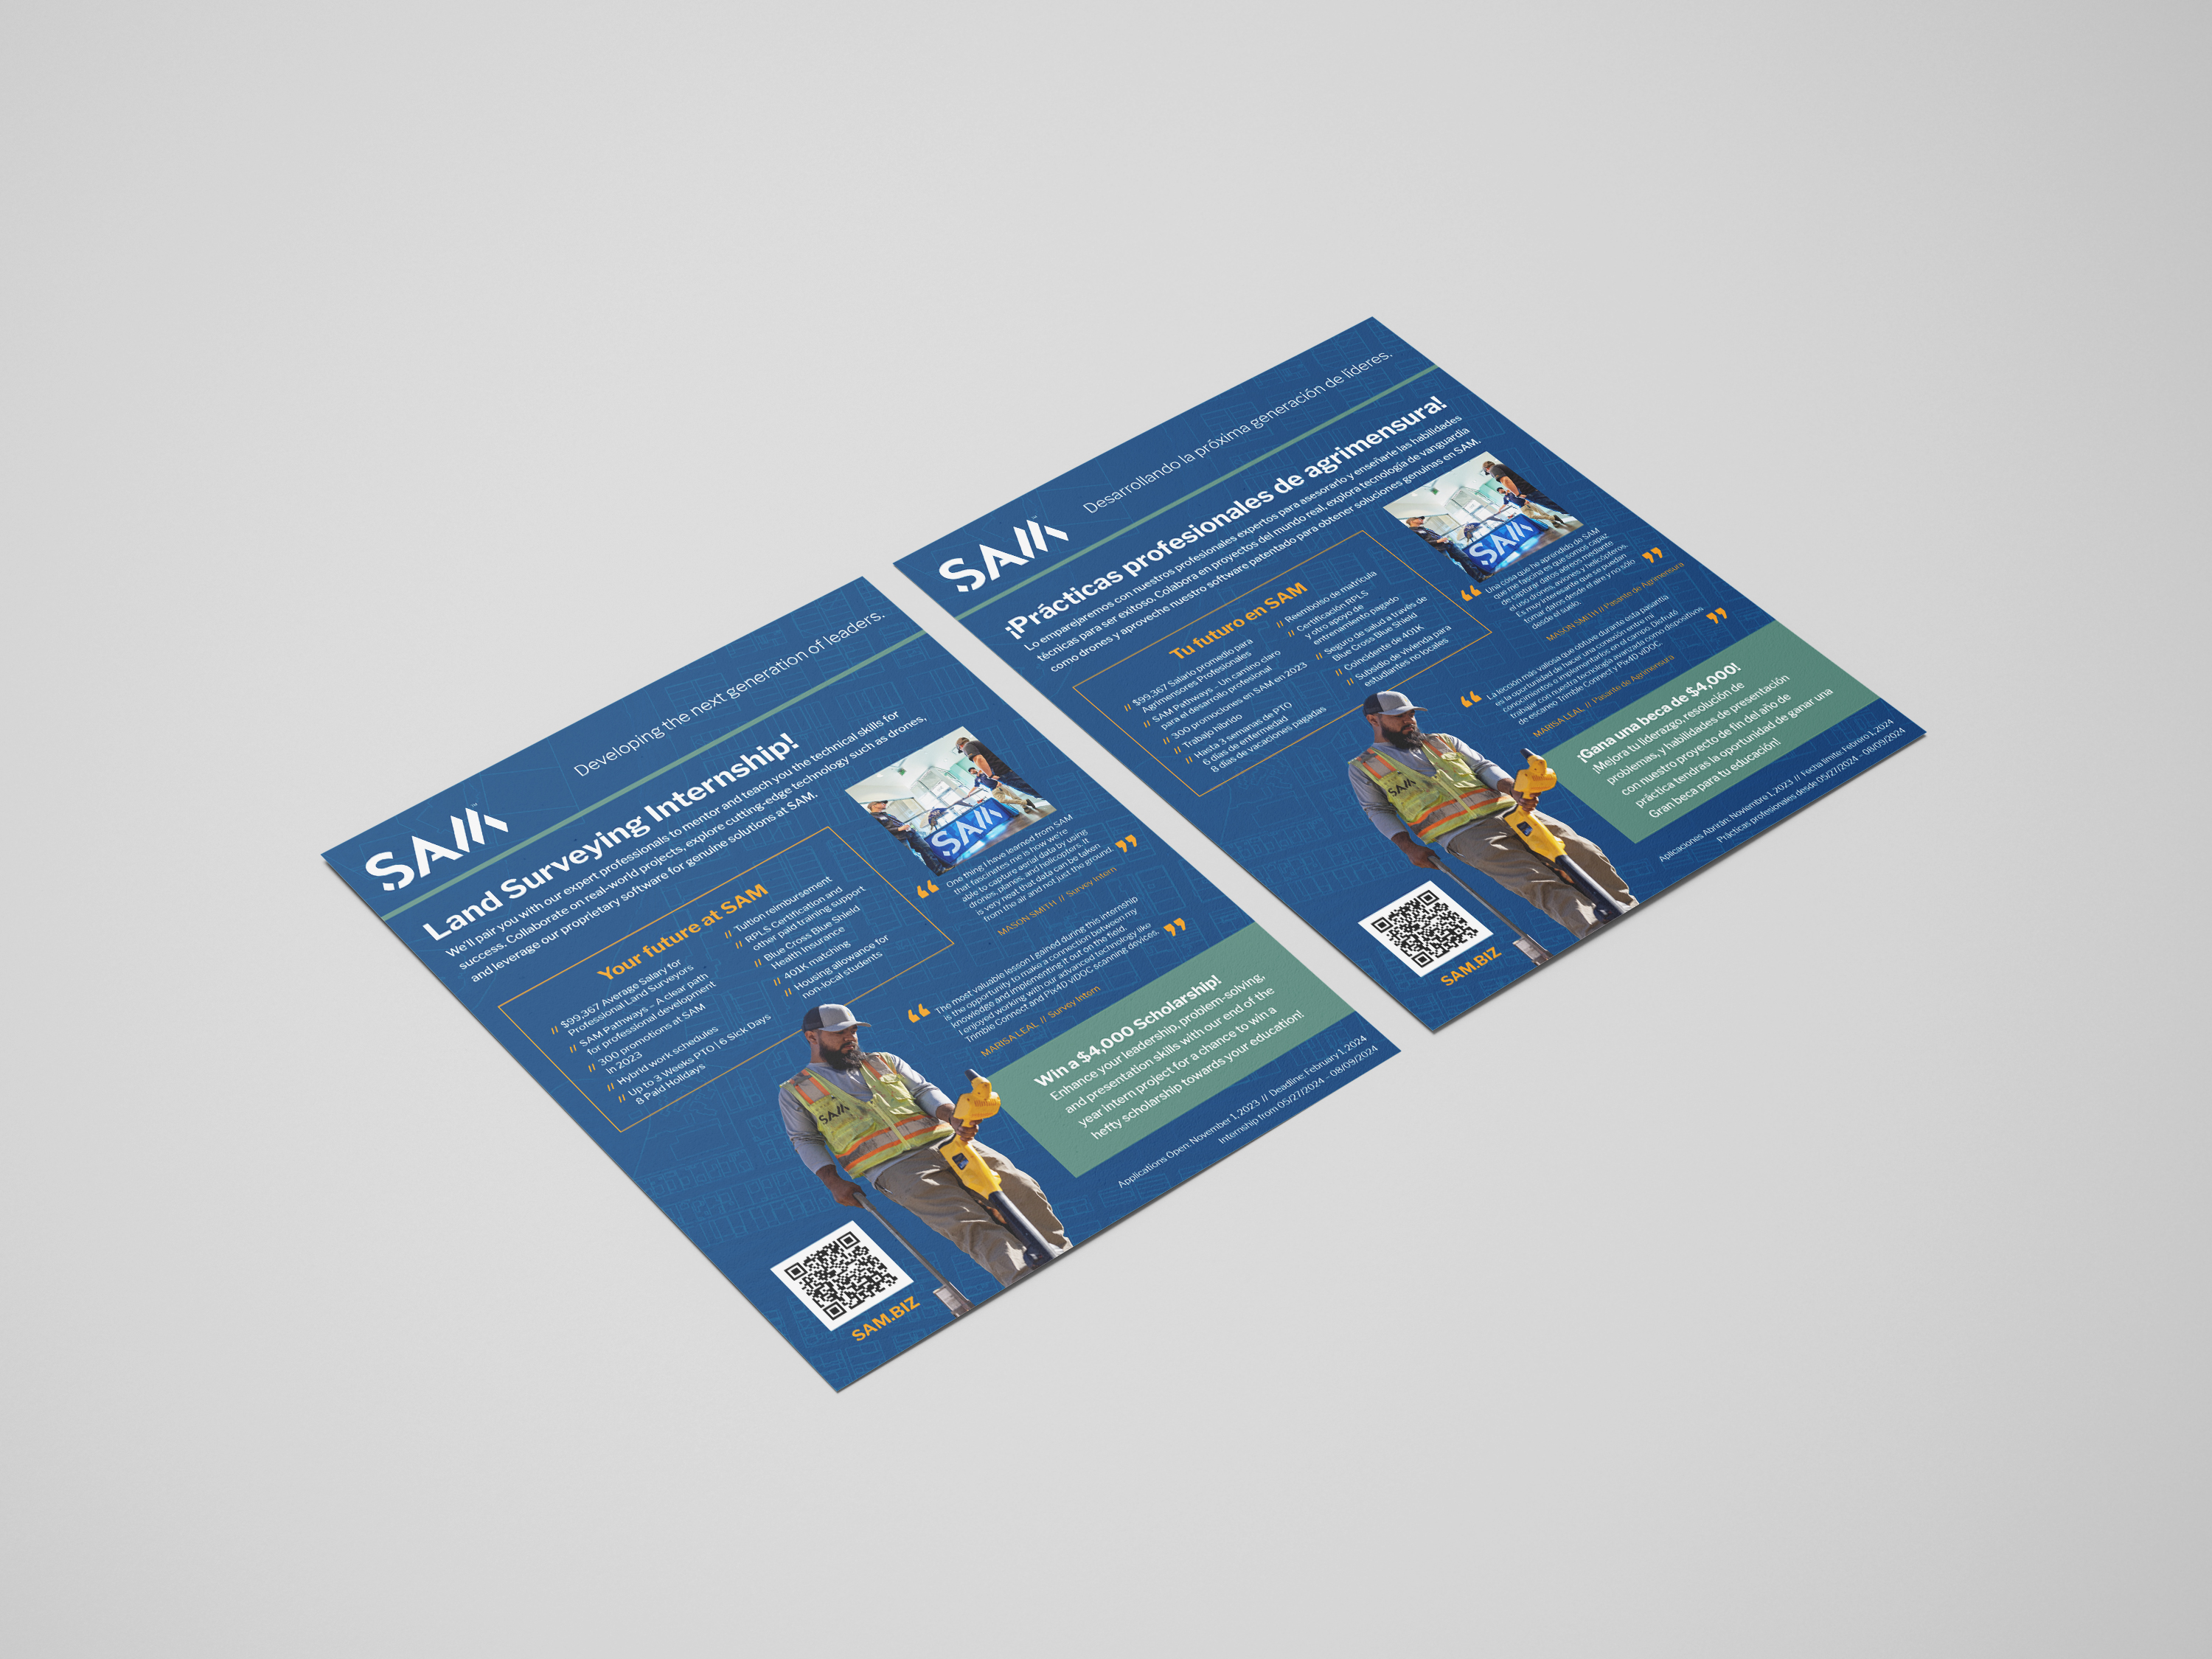 SAM
Developing the next generation of leaders.
Land Surveying Internship!
We'll pair you with our expert professionals to mentor and teach you the technical skills for
success. Collaborate on real-world projects, explore cutting-edge technology such as drones,
and leverage our proprietary software for genuine solutions at SAM.
Your future at SAM
// $99,367 Average Salary for
Professional Land Surveyors
// SAM Pathways – A clear path
for professional development
// 300 promotions at SAM
in 2023
// Hybrid work schedules
// Up to 3 Weeks PTO | 6 Sick Days
8 Paid Holidays
// Tuition reimbursement
// RPLS Certification and
other paid training support
// Blue Cross Blue Shield
Health Insurance
// 401K matching
// Housing allowance for
non-local students
SAM
“ One thing I have learned from SAM
that fascinates me is how we're
able to capture aerial data by using
drones, planes, and helicopters. It
is very neat that data can be taken
from the air and not just the ground. ”
MASON SMITH // Survey Intern
“ The most valuable lesson I gained during this internship
is the opportunity to make a connection between my
knowledge and implementing it out on the field.
I enjoyed working with our advanced technology like
Trimble Connect and Pix4D viDOC scanning devices. ”
MARISA LEAL // Survey Intern
SAM
Win a $4,000 Scholarship!
Enhance your leadership, problem-solving,
and presentation skills with our end of the
year intern project for a chance to win a
hefty scholarship towards your education!
Applications Open: November 1, 2023 // Deadline: February 1, 2024
Internship from 05/27/2024 - 08/09/2024
SAM.BIZ
SAM
Desarrollando la próxima generación de líderes.
¡Prácticas profesionales de agrimensura!
Lo emparejaremos con nuestros profesionales expertos para asesorarlo y enseñarle las habilidades
técnicas para ser exitoso. Colabora en proyectos del mundo real, explora tecnología de vanguardia
como drones y aproveche nuestro software patentado para obtener soluciones genuinas en SAM.
Tu futuro en SAM
// $99,367 Salario promedio para
Agrimensores Profesionales
// SAM Pathways – Un camino claro
para el desarrollo profesional
// 300 promociones en SAM en 2023
// Trabajo híbrido
// Hasta 3 semanas de PTO
6 días de enfermedad
8 días de vacaciones pagadas
// Reembolso de matrícula
// Certificación RPLS
y otro apoyo de
entrenamiento pagado
// Seguro de salud a través de
Blue Cross Blue Shield
// Coincidente de 401K
// Subsidio de vivienda para
estudiantes no locales
SAM
“ Una cosa que he aprendido de SAM
que me fascina es que somos capaz
de capturar datos aéreos mediante
el uso drones, aviones y helicópteros.
Es muy interesante que se puedan
tomar datos desde el aire y no sólo
desde el suelo. ”
MASON SMITH // Pasante de Agrimensura
“ La lección más valiosa que obtuve durante esta pasantía
es la oportunidad de hacer una conexión entre mi
conocimientos e implementarlos en el campo. Disfrutó
trabajar con nuestra tecnología avanzada como dispositivos
de escaneo Trimble Connect y Pix4D viDOC. ”
MARISA LEAL // Pasante de Agrimensura
SAM
¡Gana una beca de $4,000!
¡Mejora tu liderazgo, resolución de
problemas, y habilidades de presentación
con nuestro proyecto de fin del año de
práctica tendras la oportunidad de ganar una
Gran beca para tu educación!
Aplicaciones Abrirán: Noviembre 1, 2023 // Fecha límite: Febrero 1, 2024
Prácticas profesionales desde 05/27/2024 - 08/09/2024
SAM.BIZ